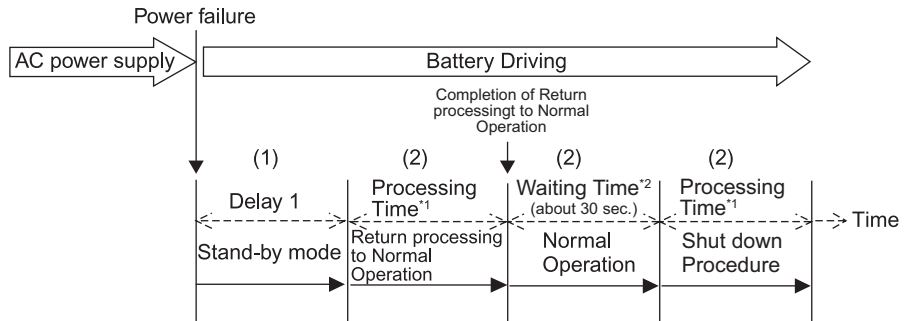 Power failure
AC power supply
Battery Driving
Completion of Return
processingt to Normal
Operation
(1)
(2)
(2)
(2)
Delay 1
Processing
Time*1
Waiting Time*2
(about 30 sec.)
Processing
Time*1
Time
Stand-by mode
Return processing
to Normal
Operation
Normal
Operation
Shut down
Procedure